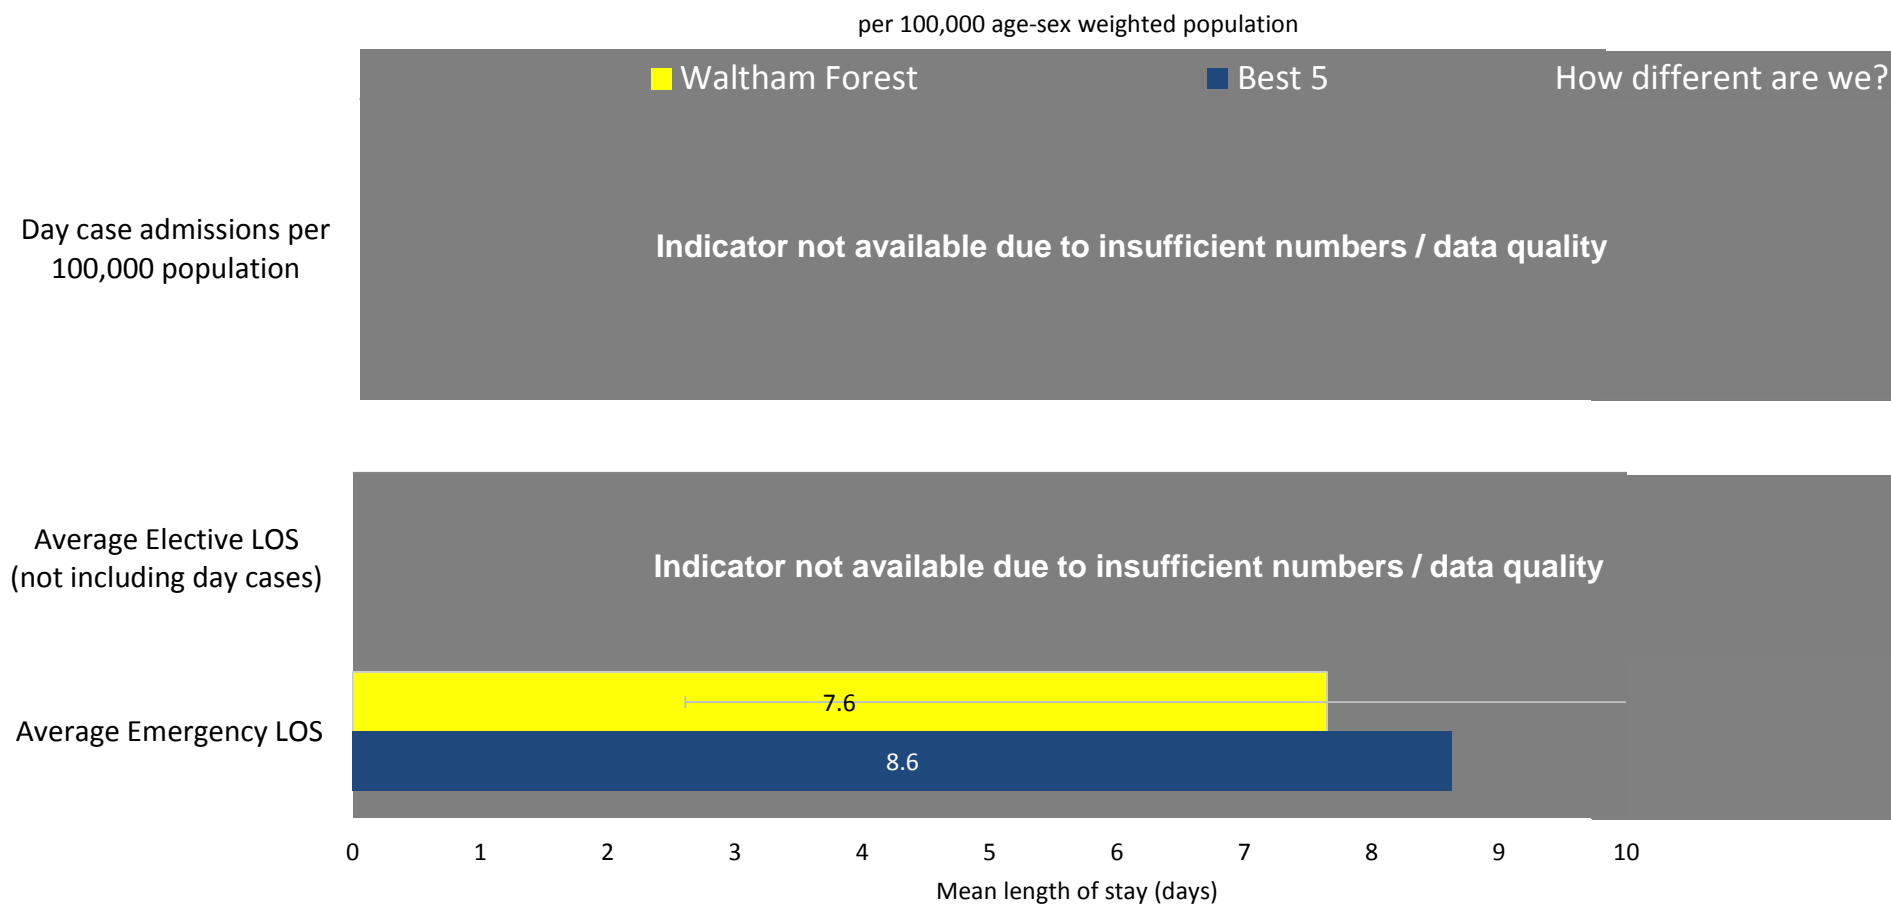 per 100,000 age-sex weighted population
Waltham Forest
Best 5
How different are we?
Day case admissions per
100,000 population
Indicator not available due to insufficient numbers / data quality
Average Elective LOS
(not including day cases)
Indicator not available due to insufficient numbers / data quality
Average Emergency LOS
7.6
8.6
0 1 2 3 4 5 6 7 8 9 10
Mean length of stay (days)